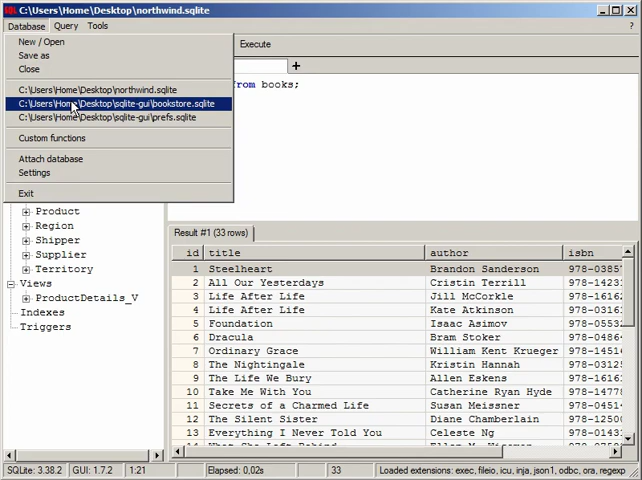 SQL C:\Users\Home\Desktop\northwind.sqlite
Database Query Tools ?
New / Open
Save as
Close
C:\Users\Home\Desktop\northwind.sqlite
C:\Users\Home\Desktop\sqlite-gui\bookstore.sqlite
C:\Users\Home\Desktop\sqlite-gui\prefs.sqlite
Custom functions
Attach database
Settings
Exit
Execute
+
from books;
Product
Region
Shipper
Supplier
Territory
Views
ProductDetails_V
Indexes
Triggers
Result #1 (33 rows)
id title author isbn
1 Steelheart Brandon Sanderson 978-0385
2 All Our Yesterdays Cristin Terrill 978-1423
3 Life After Life Jill McCorkle 978-1616
4 Life After Life Kate Atkinson 978-0316
5 Foundation Isaac Asimov 978-0553
6 Dracula Bram Stoker 978-0486
7 Ordinary Grace William Kent Krueger 978-1451
8 The Nightingale Kristin Hannah 978-0312
9 The Life We Bury Allen Eskens 978-1616
10 Take Me With You Catherine Ryan Hyde 978-1477
11 Secrets of a Charmed Life Susan Meissner 978-0451
12 The Silent Sister Diane Chamberlain 978-1250
13 Everything I Never Told You Celeste Ng 978-0143
SQLite: 3.38.2 GUI: 1.7.2 1:21 Elapsed: 0,02s 33 Loaded extensions: exec, fileio, icu, inja, json1, odbc, ora, regexp